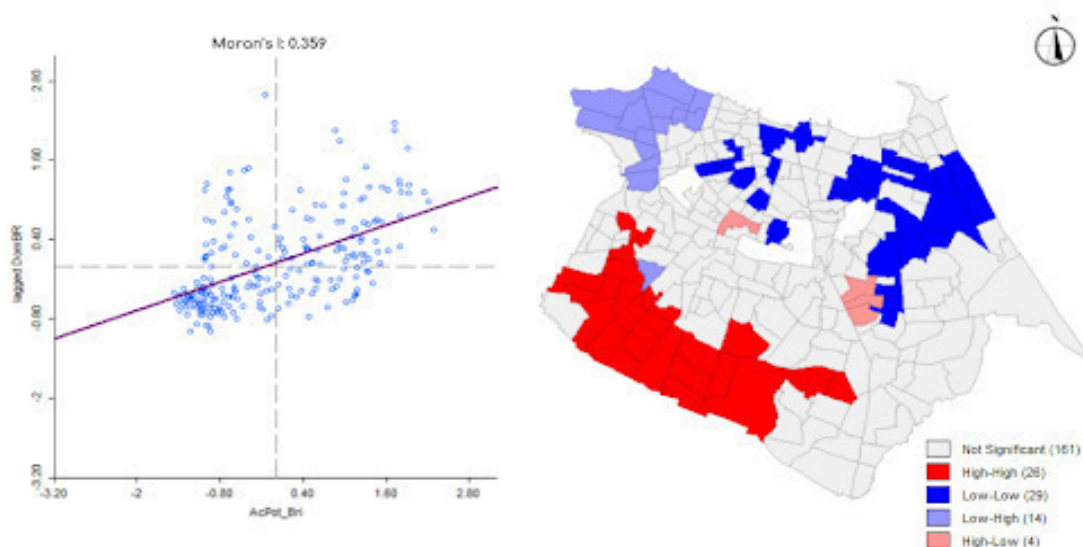 Moran's I: 0.359
lagged DomBR
2.80
1.60
0.40
-0.80
-2
-3.20
-3.20
-2
-0.80
0.40
1.60
2.80
AcPot_Bri
Not Significant (161)
High-High (26)
Low-Low (29)
Low-High (14)
High-Low (4)